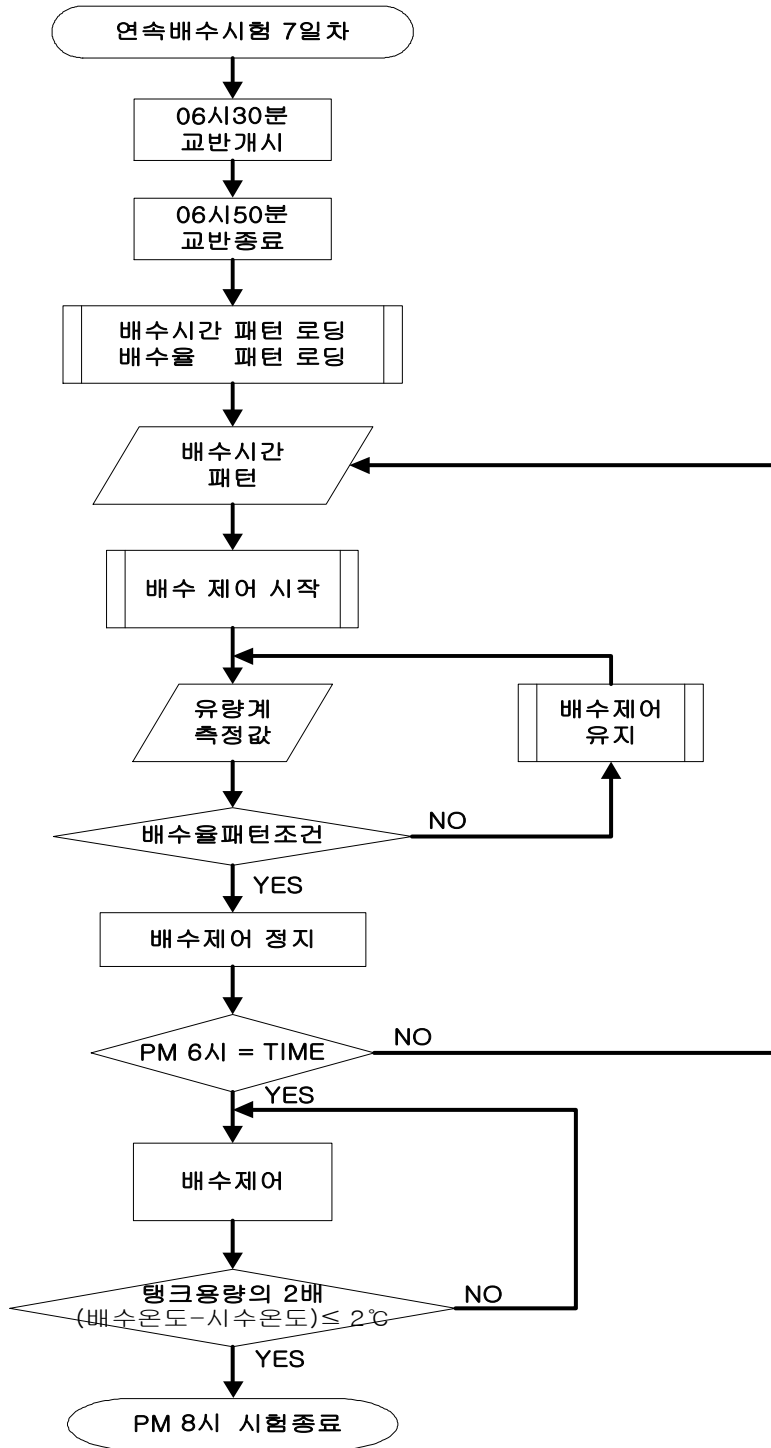 연속배수시험 7일차
06시30분
교반개시
06시50분
교반종료
배수시간 패턴 로딩
배수율 패턴 로딩
배수시간
패턴
배수 제어 시작
유량계
측정값
배수제어
유지
배수율패턴조건
NO
YES
배수제어 정지
PM 6시 = TIME
NO
YES
배수제어
탱크용량의 2배
(배수온도-시수온도)≤ 2℃
NO
YES
PM 8시 시험종료